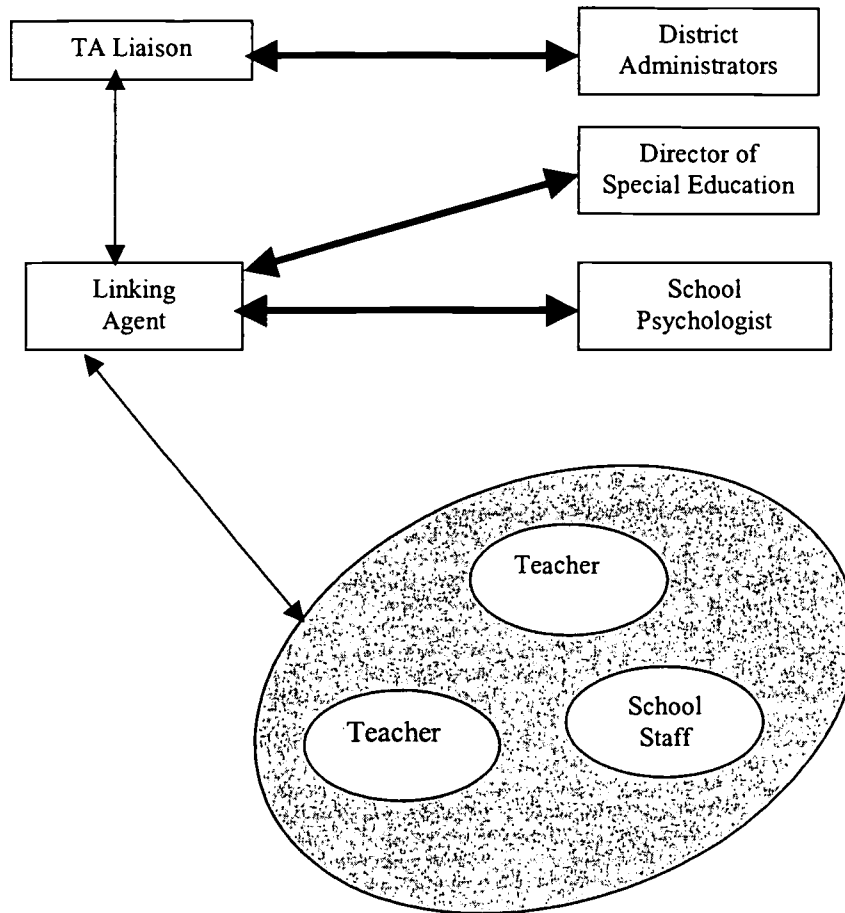 TA Liaison
District
Administrators
Director of
Special Education
Linking
Agent
School
Psychologist
Teacher
Teacher
School
Staff